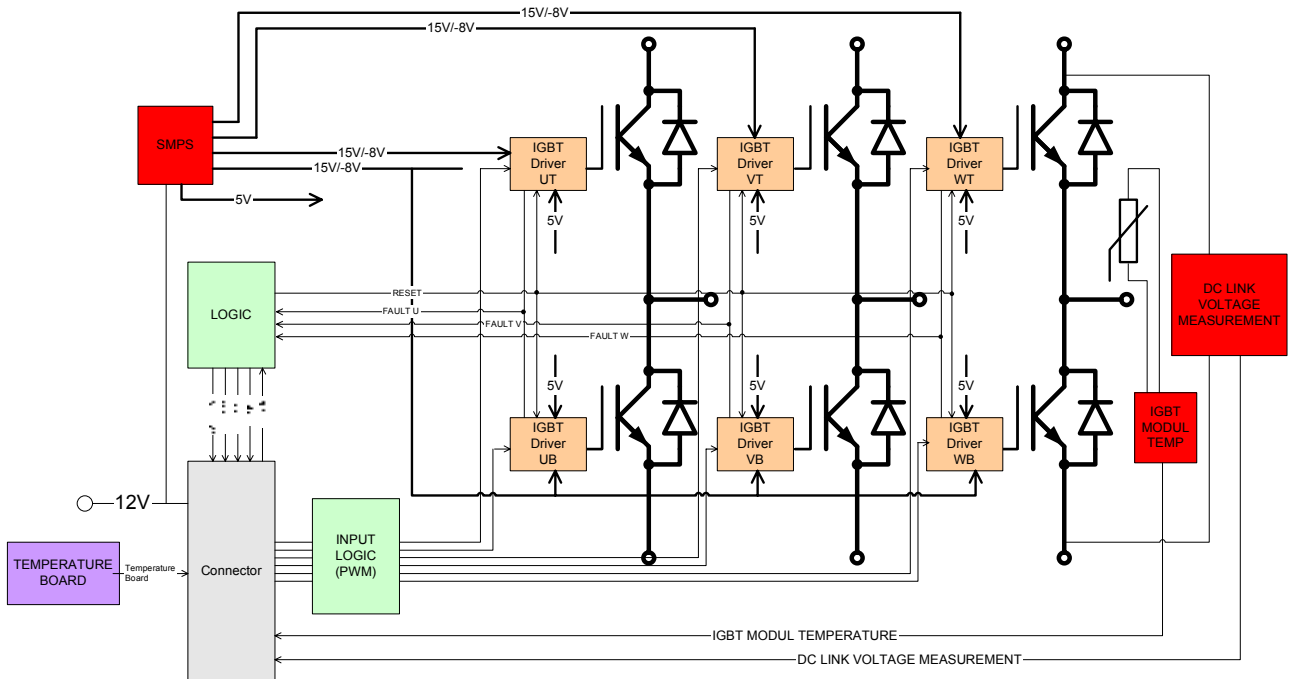 15V/-8V
15V/-8V
SMPS
15V/-8V
15V/-8V
5V
IGBT
Driver
UT
IGBT
Driver
VT
IGBT
Driver
WT
5V
5V
5V
LOGIC
RESET
FAULT U
FAULT V
FAULT W
DC LINK
VOLTAGE
MEASUREMENT
5V
5V
5V
IGBT
Driver
UB
IGBT
Driver
VB
IGBT
Driver
WB
IGBT
MODUL
TEMP
12V
INPUT
LOGIC
(PWM)
TEMPERATURE
BOARD
Temperature
Board
Connector
IGBT MODUL TEMPERATURE
DC LINK VOLTAGE MEASUREMENT